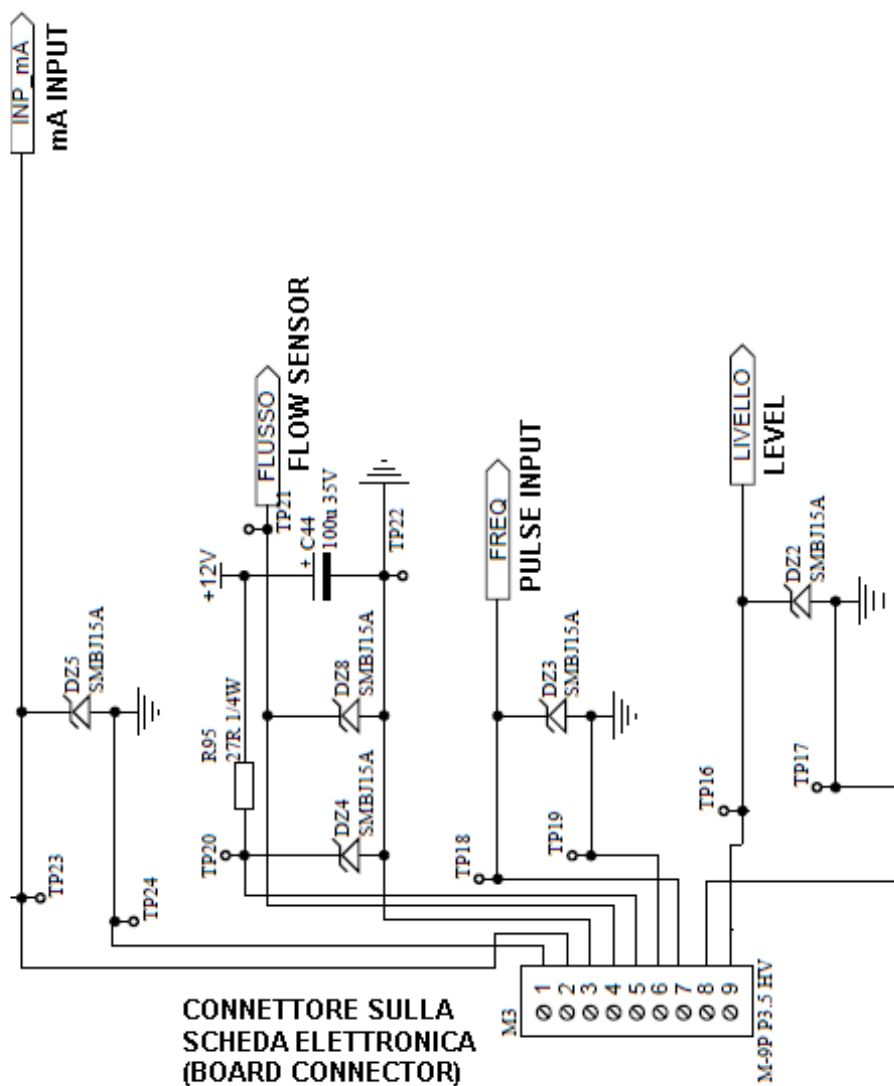 INP_mA
mA INPUT
TP23
TP24
DZ5
SMBJ15A
FLUSSO
FLOW SENSOR
TP21
+12V
+ C44
100u 35V
TP22
R95
27R 1/4W
TP20
DZ8
SMBJ15A
DZ4
SMBJ15A
FREQ
PULSE INPUT
DZ3
SMBJ15A
TP18
TP19
LIVELLO
LEVEL
DZ2
SMBJ15A
TP16
TP17
M3
1
2
3
4
5
6
7
8
9
M-9P P3.5 HV
CONNETTORE SULLA
SCHEDA ELETTRONICA
(BOARD CONNECTOR)